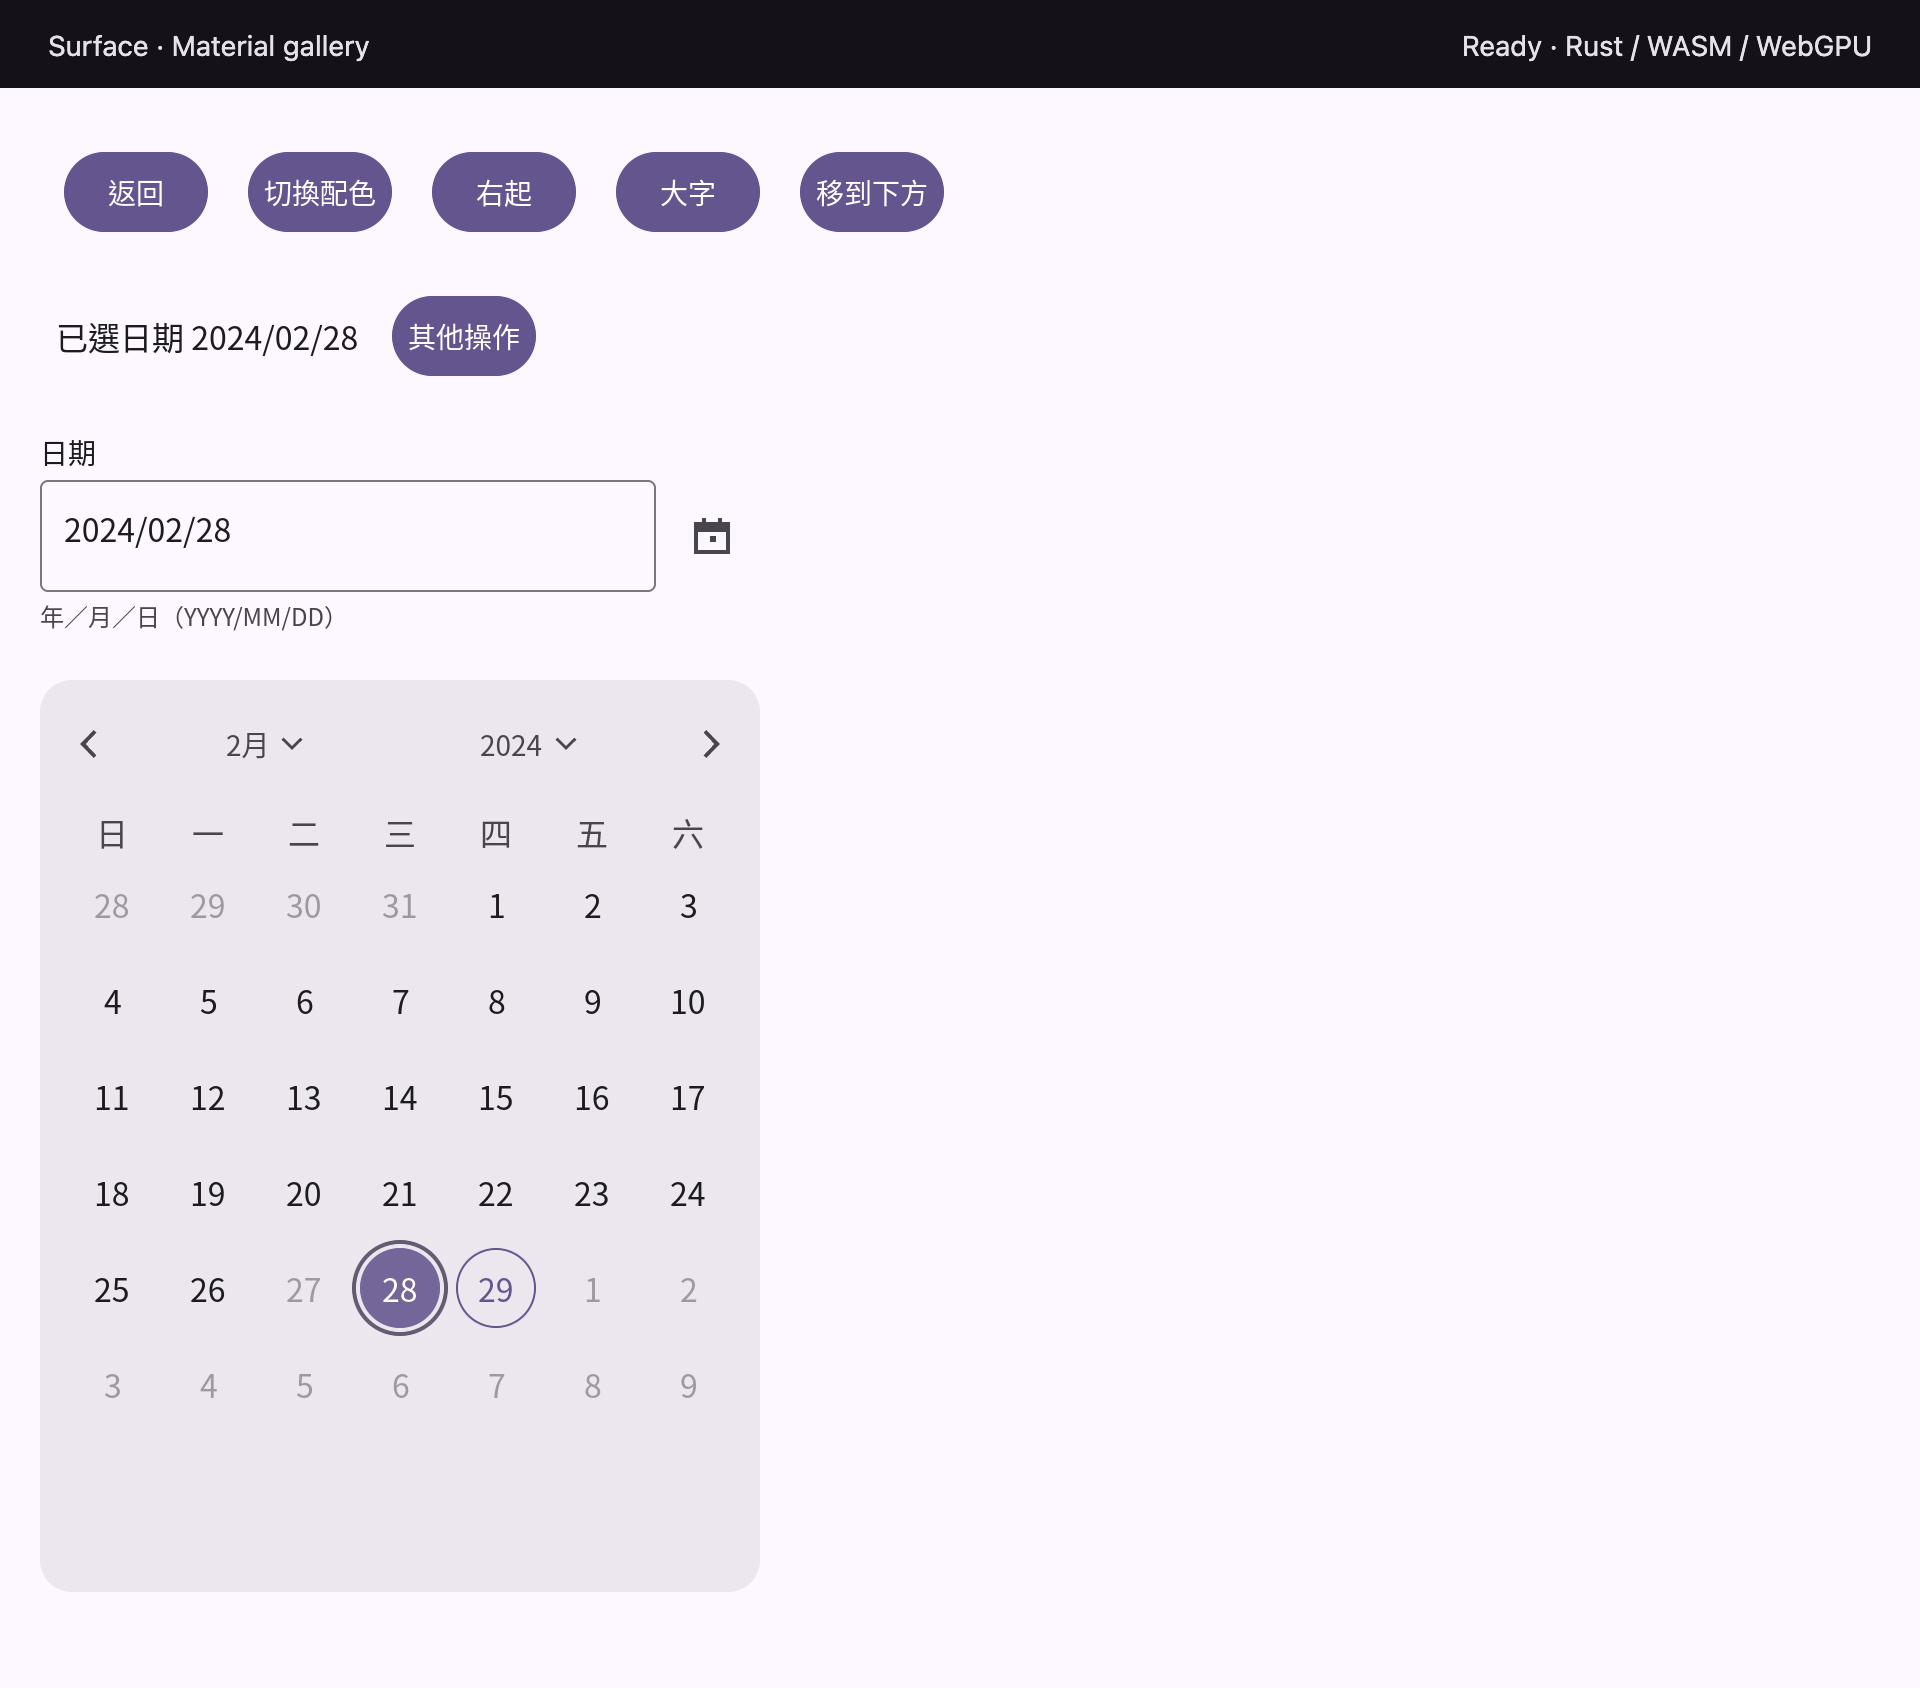 Surface · Material gallery
Ready · Rust / WASM / WebGPU
返回 切換配色 右起 大字 移到下方
已選日期 2024/02/28 其他操作
日期
2024/02/28
年／月／日（YYYY/MM/DD）
2月 2024
日 一 二 三 四 五 六
28 29 30 31 1 2 3
4 5 6 7 8 9 10
11 12 13 14 15 16 17
18 19 20 21 22 23 24
25 26 27 28 29 1 2
3 4 5 6 7 8 9